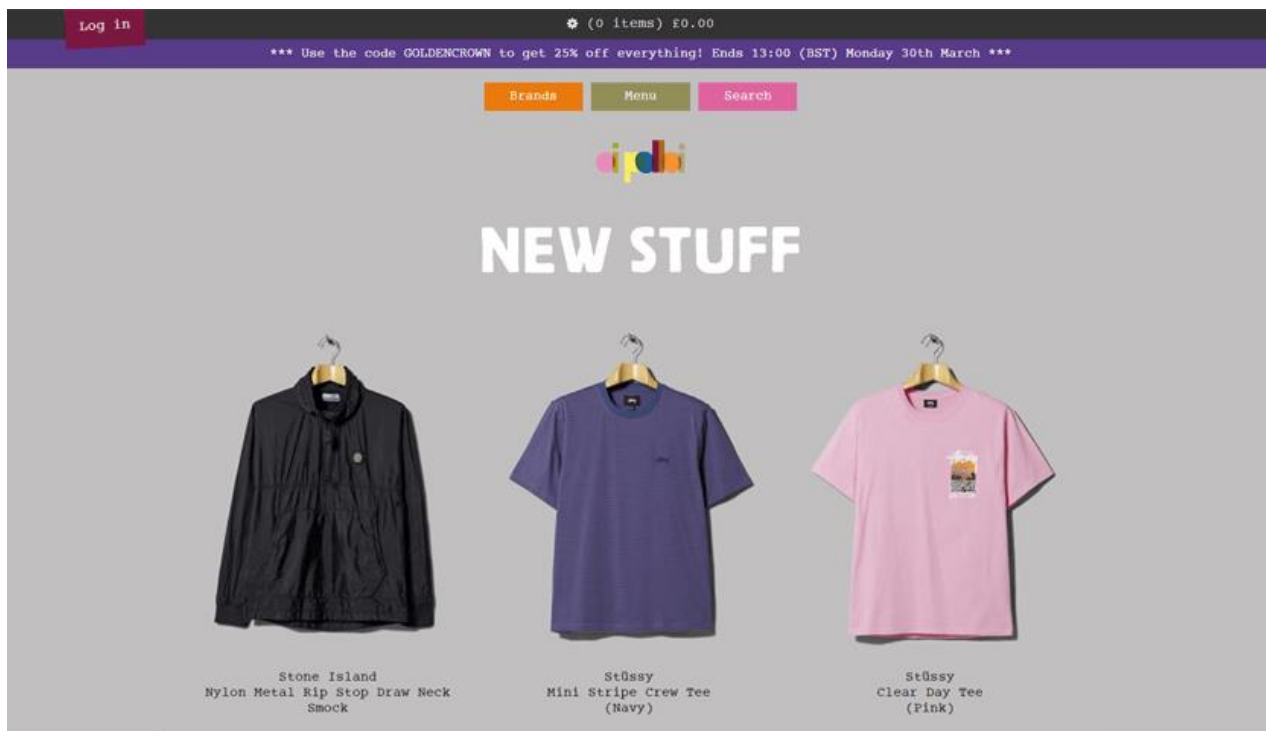 Log in
(0 items) £0.00
*** Use the code GOLDENCROWN to get 25% off everything! Ends 13:00 (BST) Monday 30th March ***
Brands
Menu
Search
oipolloi
NEW STUFF
Stone Island
Nylon Metal Rip Stop Draw Neck
Smock
Stüssy
Mini Stripe Crew Tee
(Navy)
Stüssy
Clear Day Tee
(Pink)